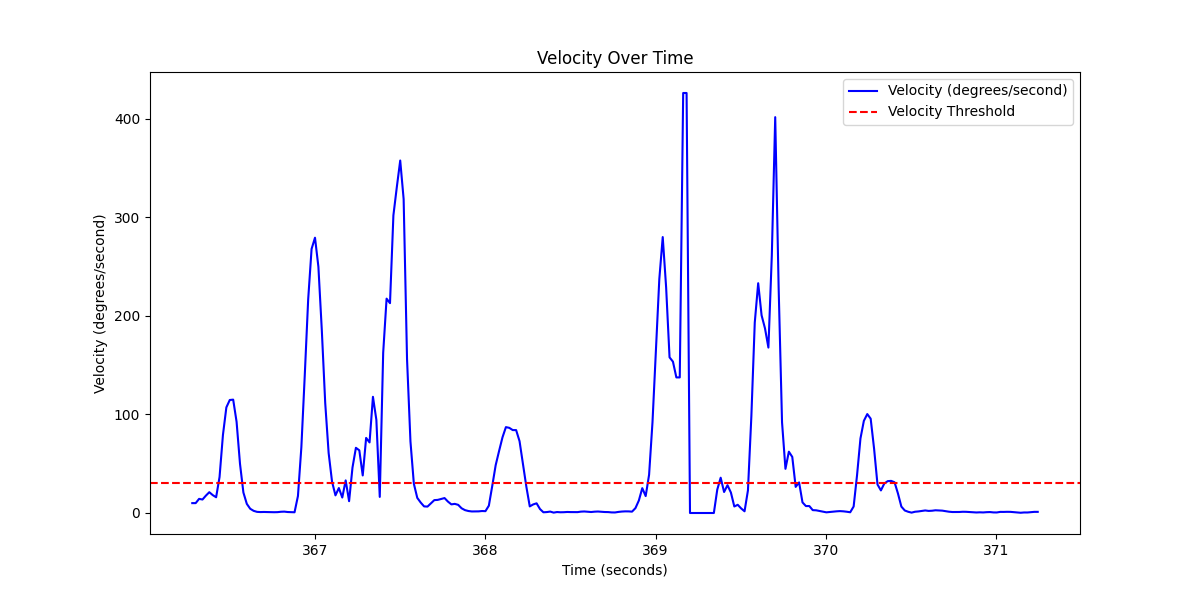 Velocity Over Time
Velocity (degrees/second)
Velocity Threshold
Velocity (degrees/second)
400
300
200
100
0
367 368 369 370 371
Time (seconds)